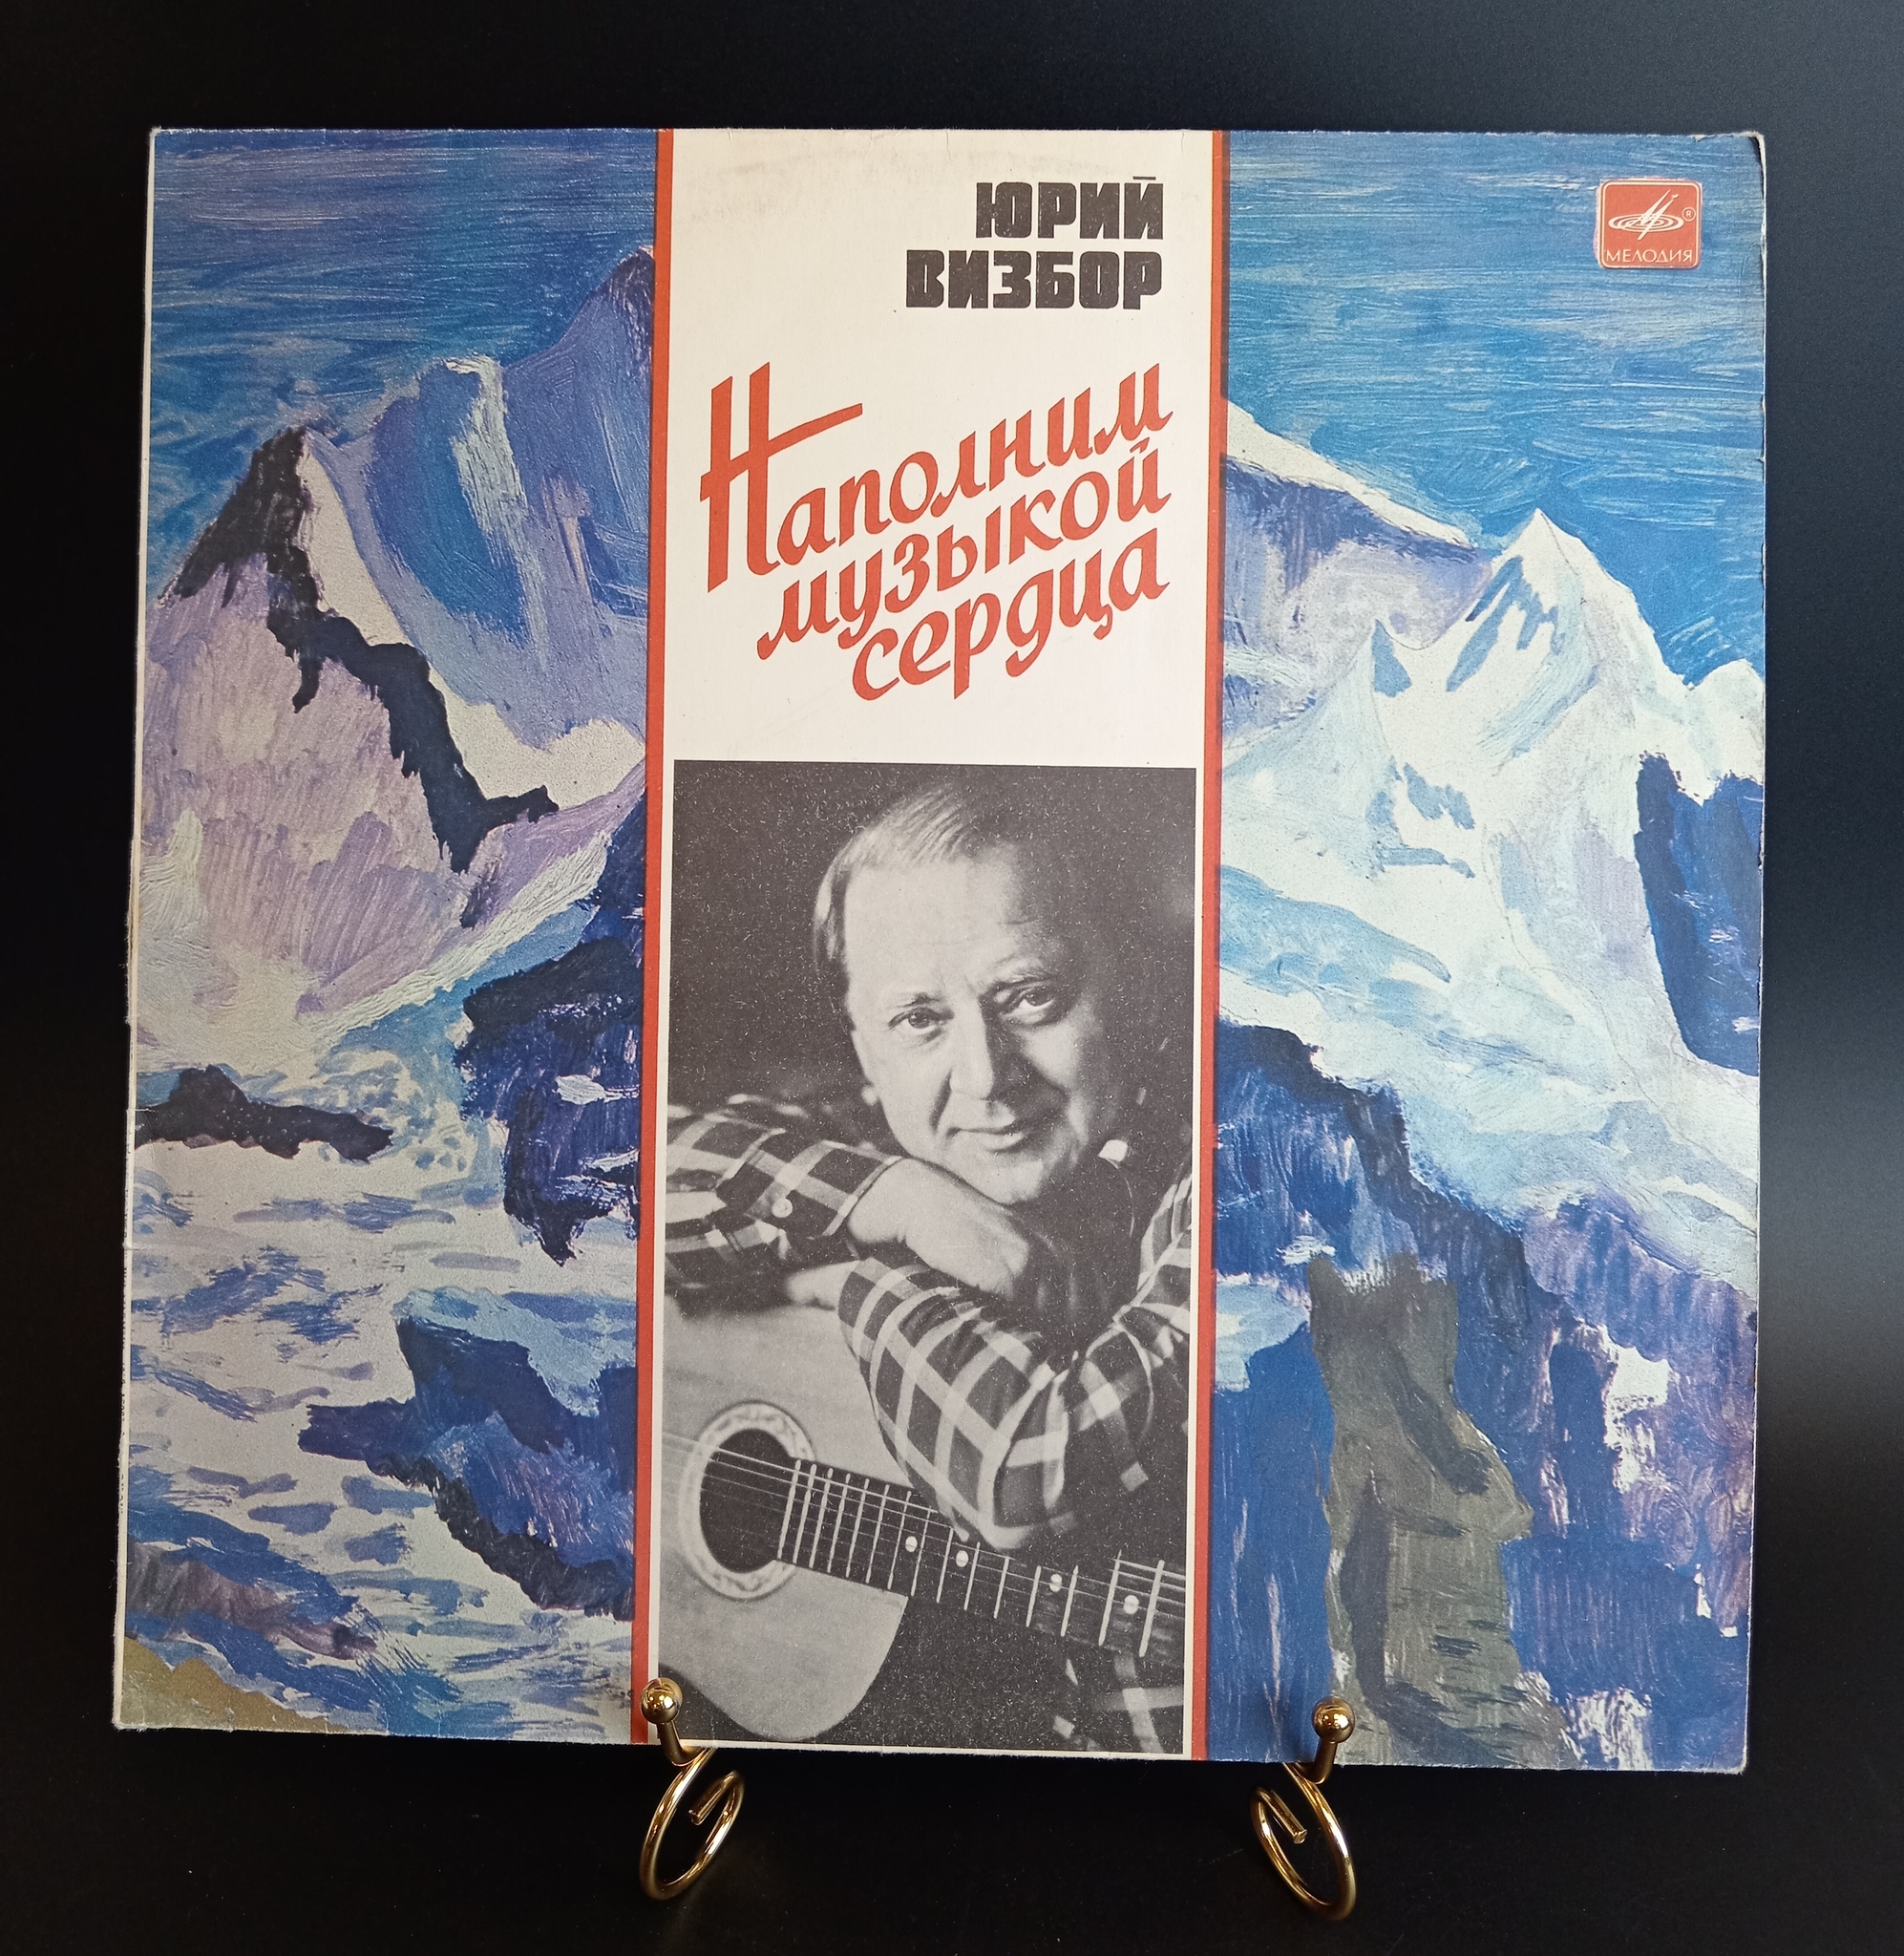 ЮРИЙ
ВИЗБОР
Наполним
музыкой
сердца
®
МЕЛОДИЯ